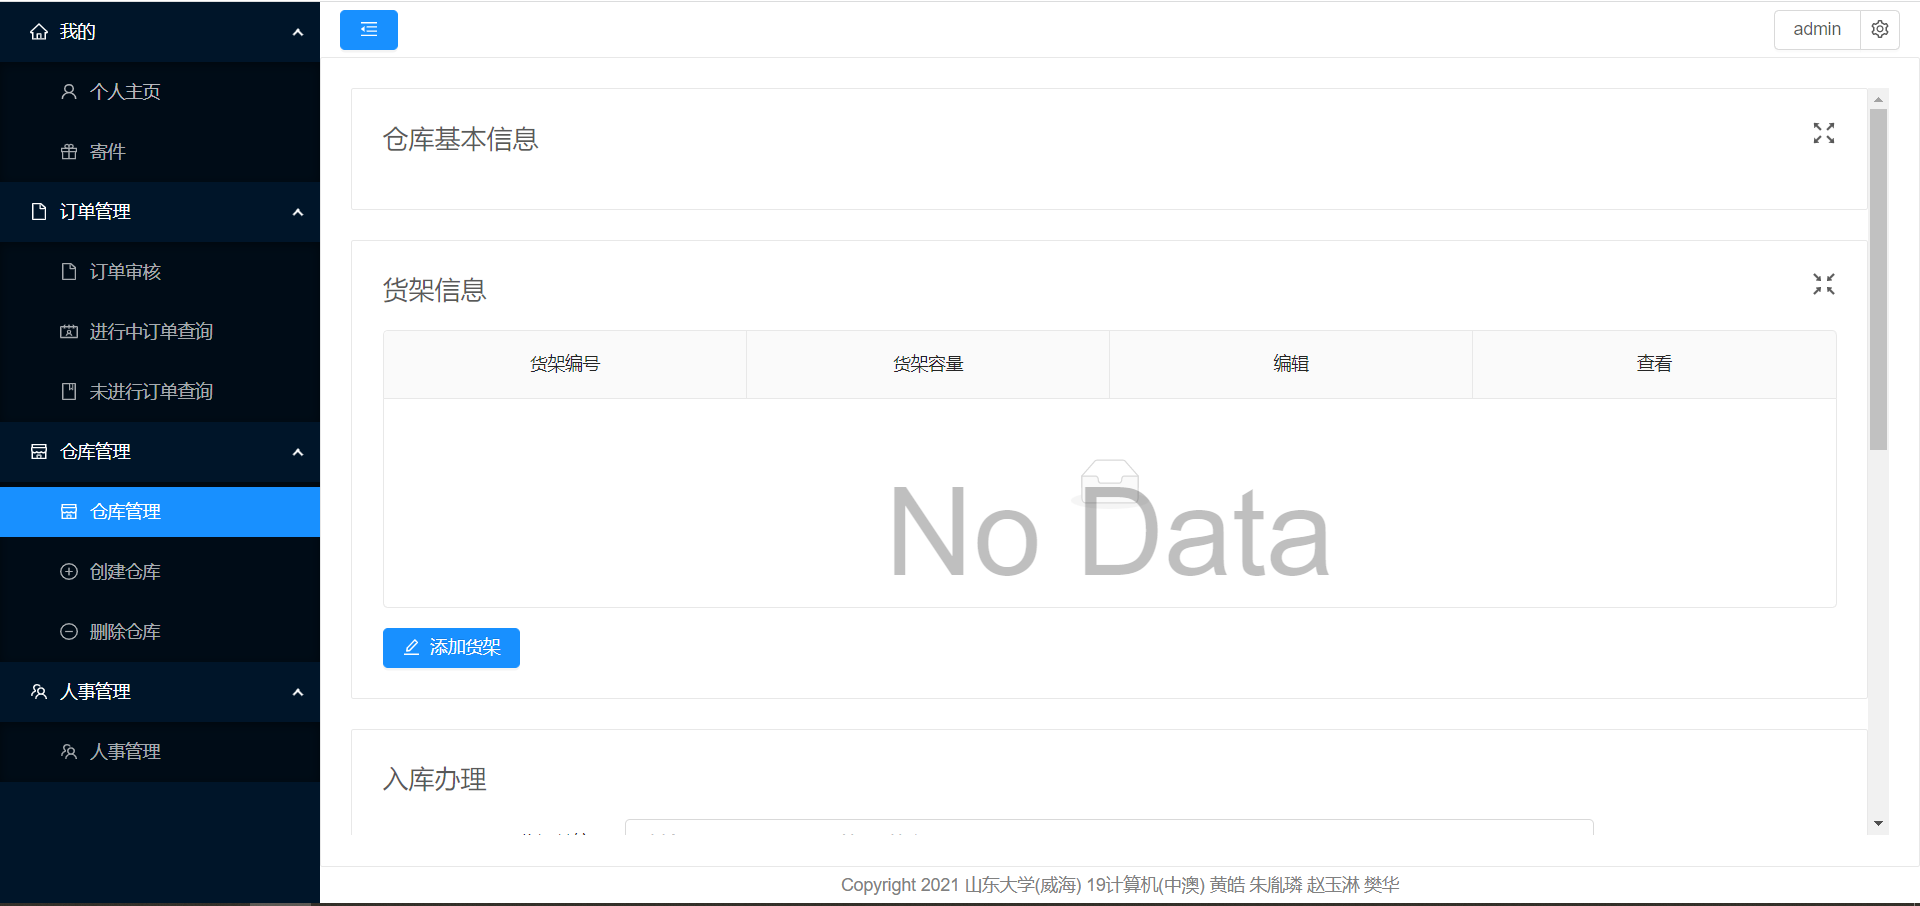 我的
个人主页
寄件
订单管理
订单审核
进行中订单查询
未进行订单查询
仓库管理
仓库管理
创建仓库
删除仓库
人事管理
人事管理
admin
仓库基本信息
货架信息
货架编号 货架容量 编辑 查看
No Data
添加货架
入库办理
Copyright 2021 山东大学(威海) 19计算机(中澳) 黄皓 朱胤璘 赵玉淋 樊华